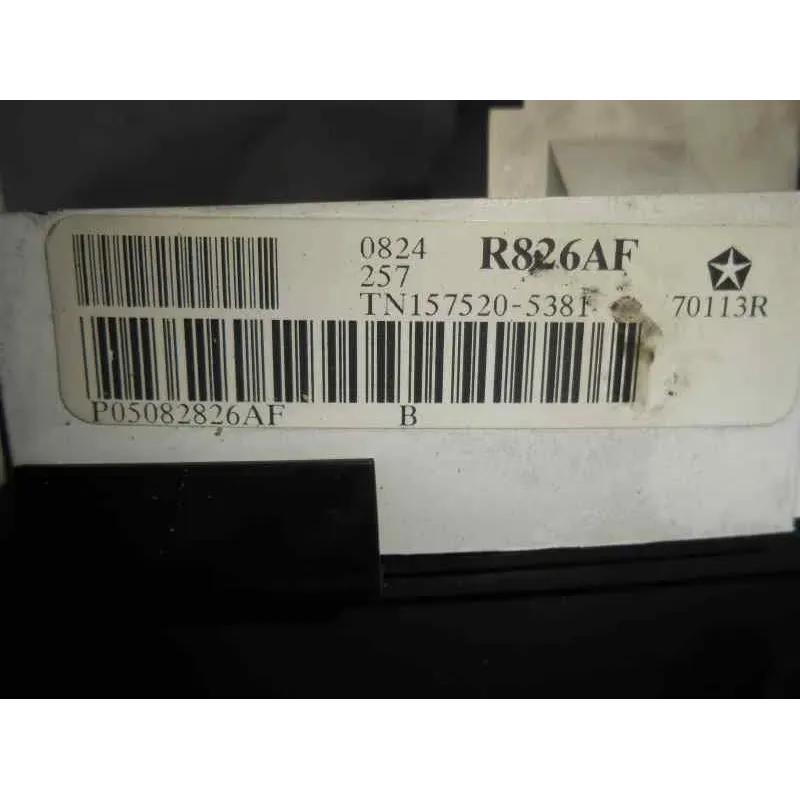 0824 R826AF
257
TN157520-5381 70113R
P05082826AF B